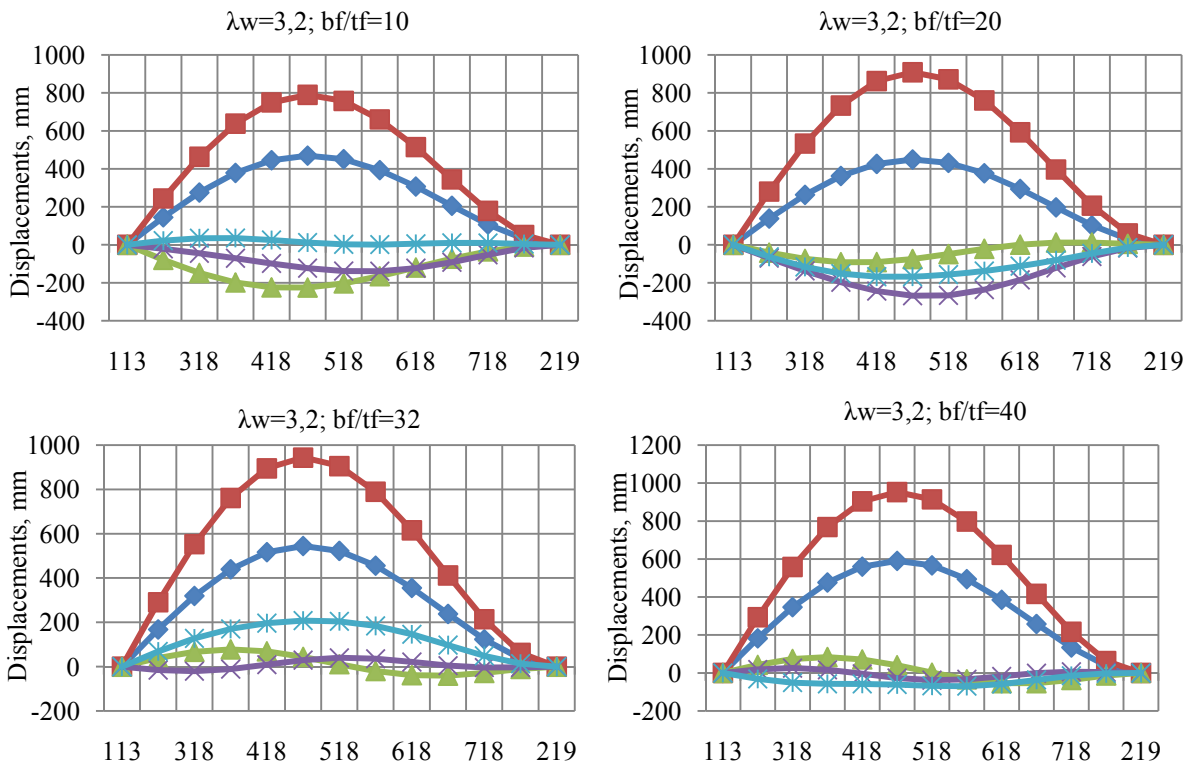 λw=3,2; bf/tf=10
Displacements, mm
1000
800
600
400
200
0
-200
-400
113 318 418 518 618 718 219
λw=3,2; bf/tf=20
Displacements, mm
1000
800
600
400
200
0
-200
-400
113 318 418 518 618 718 219
λw=3,2; bf/tf=32
Displacements, mm
1000
800
600
400
200
0
-200
113 318 418 518 618 718 219
λw=3,2; bf/tf=40
Displacements, mm
1200
1000
800
600
400
200
0
-200
113 318 418 518 618 718 219